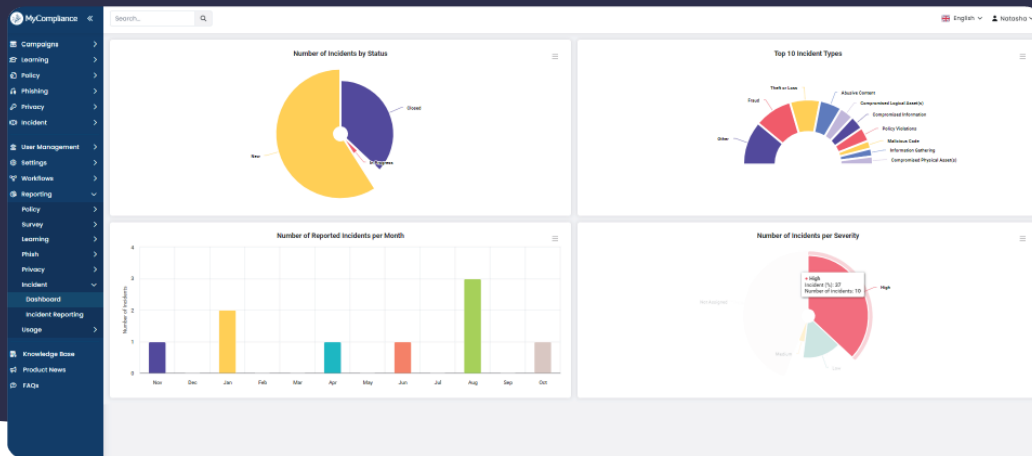 MyCompliance
Search...
English
Natasha
Campaigns
Learning
Policy
Phishing
Privacy
Incident
User Management
Settings
Workflows
Reporting
Policy
Survey
Learning
Phish
Privacy
Incident
Dashboard
Incident Reporting
Usage
Knowledge Base
Product News
FAQs
Number of Incidents by Status
Closed
New
In Progress
Top 10 Incident Types
Theft or Loss
Abusive Content
Fraud
Compromised Logical Asset(s)
Compromised Information
Policy Violations
Other
Malicious Code
Information Gathering
Compromised Physical Asset(s)
Number of Reported Incidents per Month
Number of Incidents
4
3
2
1
0
Nov Dec Jan Feb Mar Apr May Jun Jul Aug Sep Oct
Number of Incidents per Severity
High
Incident (%): 37
Number of Incidents: 10
High
Not Assigned
Medium
Low